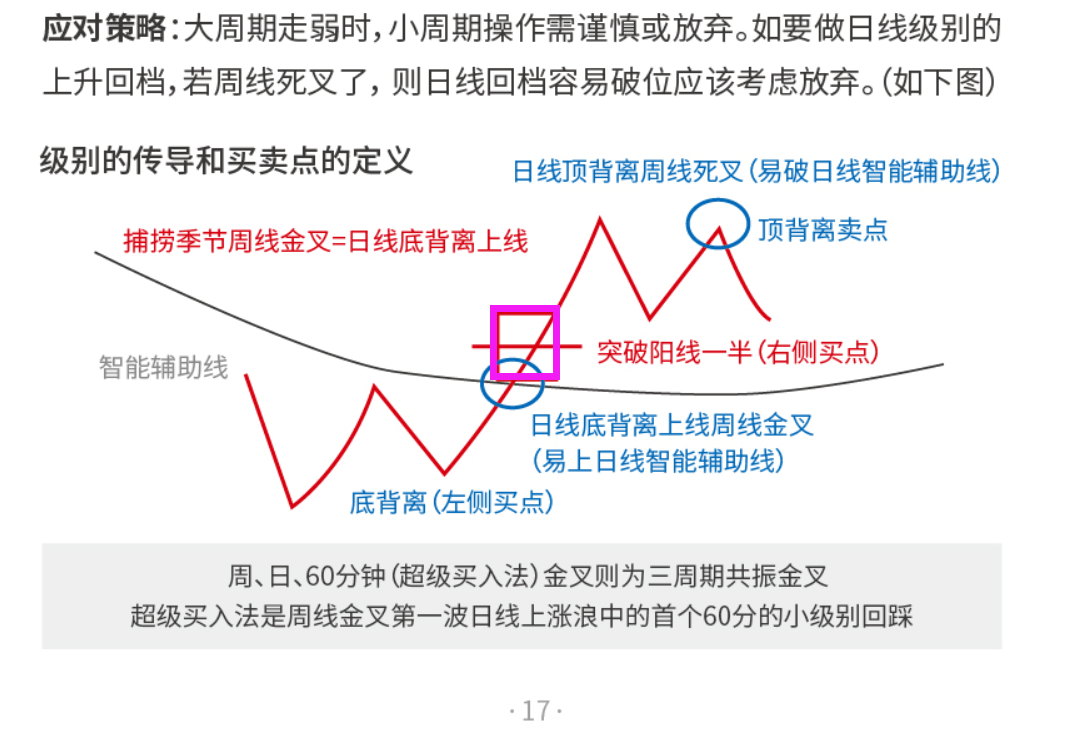 应对策略：大周期走弱时，小周期操作需谨慎或放弃。如要做日线级别的
上升回档，若周线死叉了，则日线回档容易破位应该考虑放弃。（如下图）
级别的传导和买卖点的定义
日线顶背离周线死叉（易破日线智能辅助线）
捕捞季节周线金叉=日线底背离上线
顶背离卖点
突破阳线一半（右侧买点）
智能辅助线
日线底背离上线周线金叉
（易上日线智能辅助线）
底背离（左侧买点）
周、日、60分钟（超级买入法）金叉则为三周期共振金叉
超级买入法是周线金叉第一波日线上涨浪中的首个60分的小级别回踩
·17·